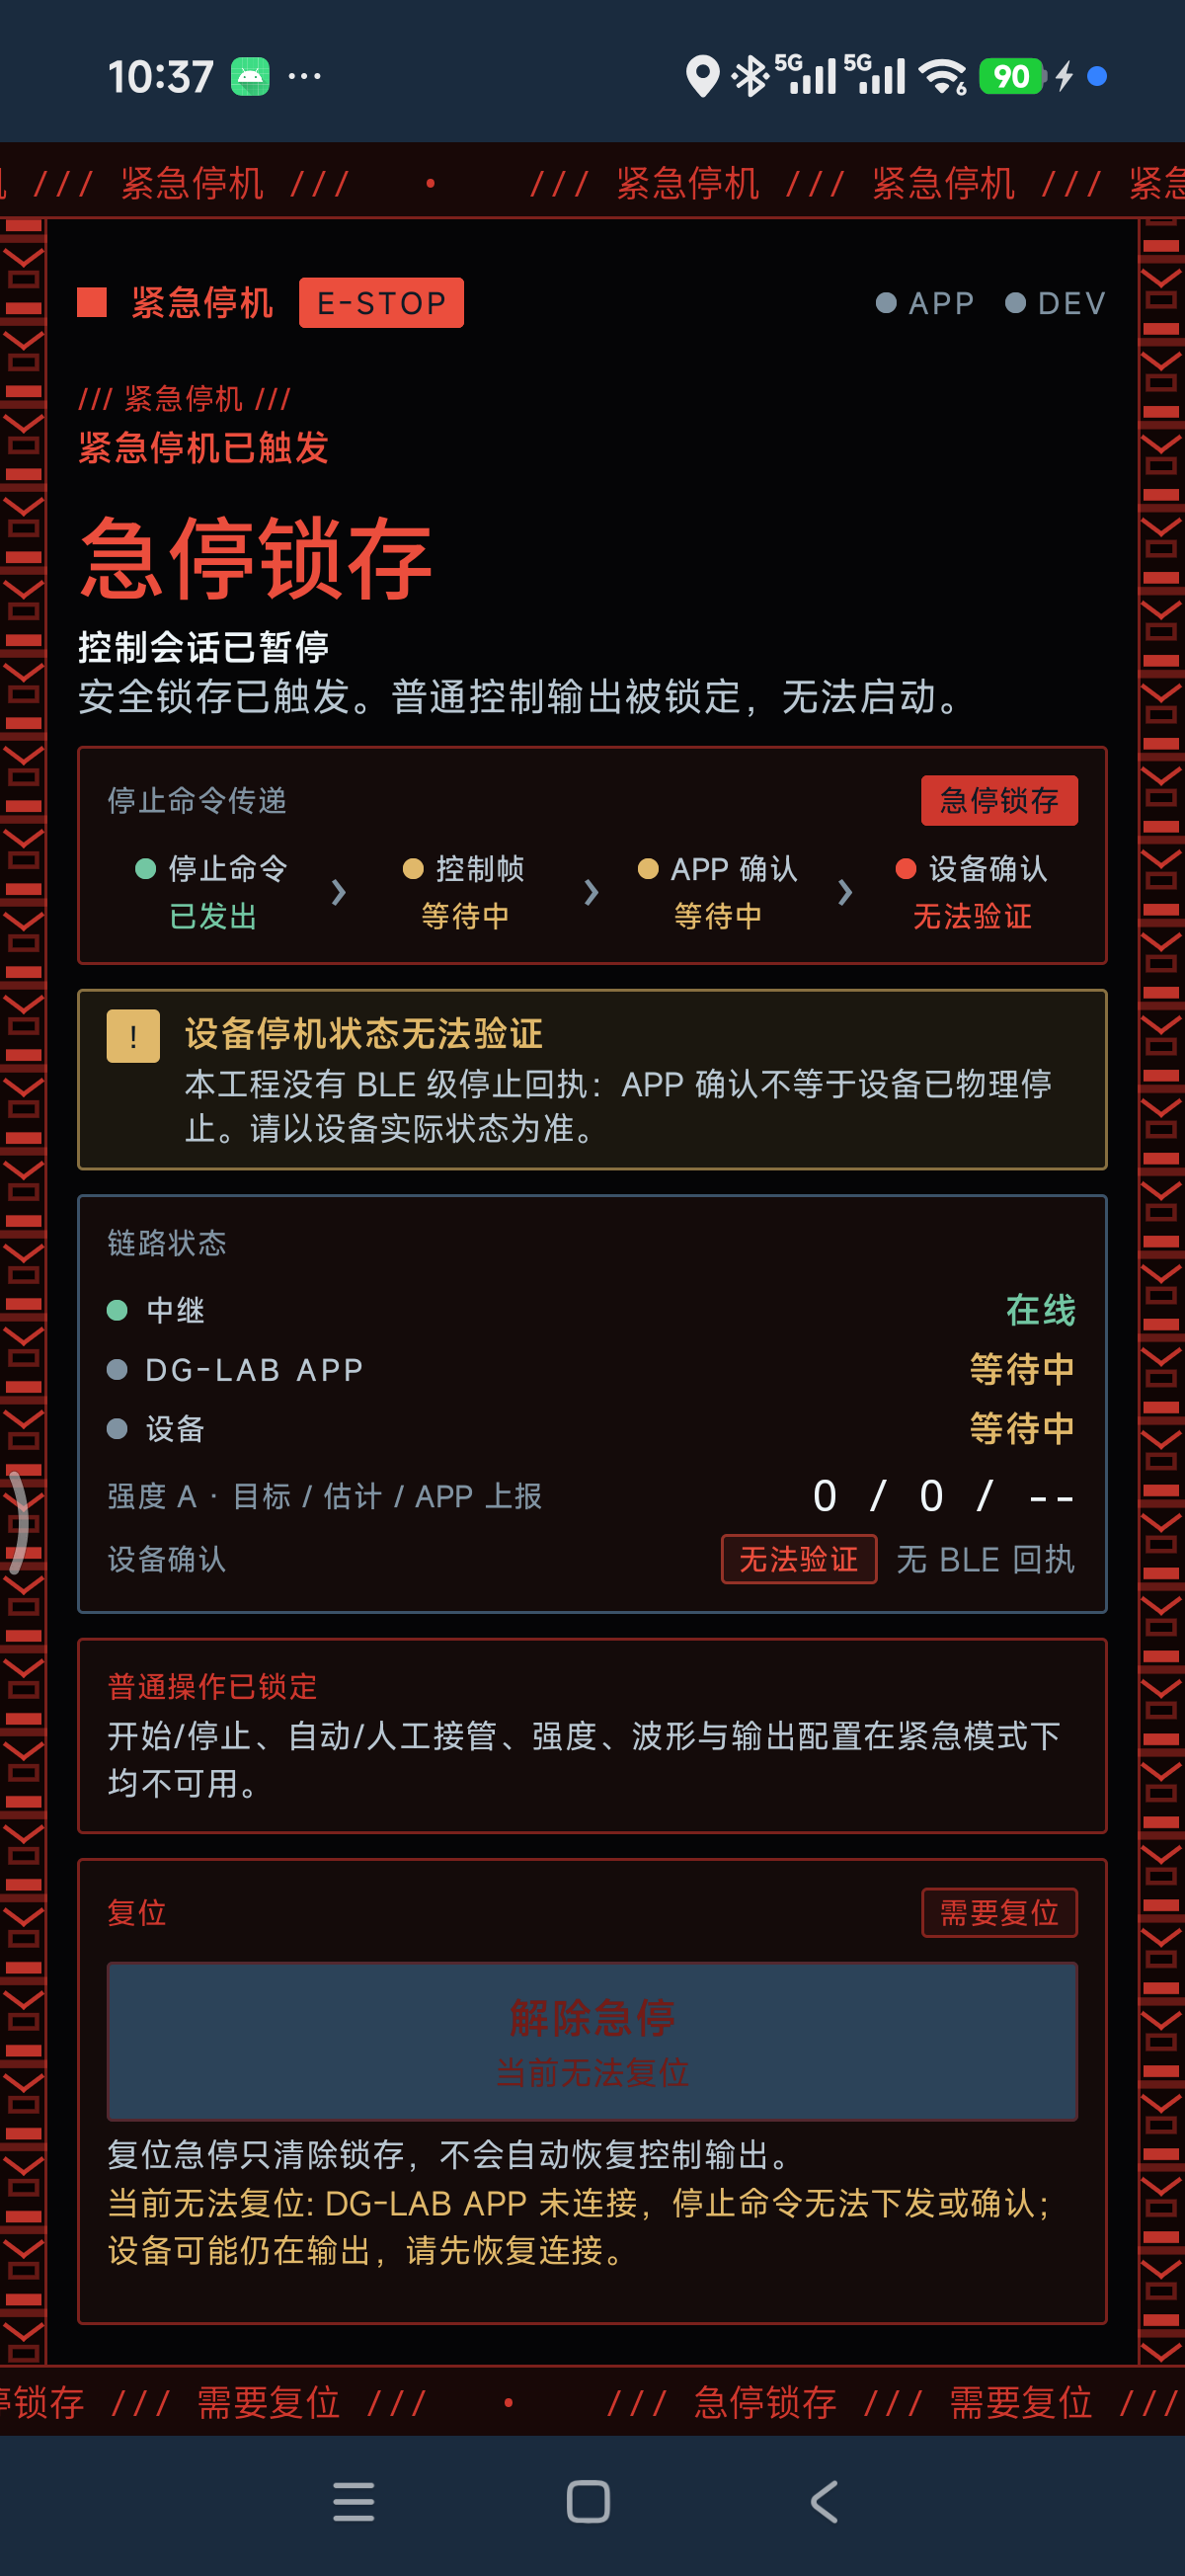 10:37 ··· 5G 5G 6 90
/// 紧急停机 /// • /// 紧急停机 /// 紧急停机 /// 紧急
紧急停机 E-STOP APP DEV
/// 紧急停机 ///
紧急停机已触发
急停锁存
控制会话已暂停
安全锁存已触发。普通控制输出被锁定，无法启动。
停止命令传递 急停锁存
停止命令 › 控制帧 › APP 确认 › 设备确认
已发出 等待中 等待中 无法验证
! 设备停机状态无法验证
本工程没有 BLE 级停止回执：APP 确认不等于设备已物理停
止。请以设备实际状态为准。
链路状态
中继 在线
DG-LAB APP 等待中
设备 等待中
强度 A · 目标 / 估计 / APP 上报 0 / 0 / --
设备确认 无法验证 无 BLE 回执
普通操作已锁定
开始/停止、自动/人工接管、强度、波形与输出配置在紧急模式下
均不可用。
复位 需要复位
解除急停
当前无法复位
复位急停只清除锁存，不会自动恢复控制输出。
当前无法复位: DG-LAB APP 未连接，停止命令无法下发或确认；
设备可能仍在输出，请先恢复连接。
停锁存 /// 需要复位 /// • /// 急停锁存 /// 需要复位 ///